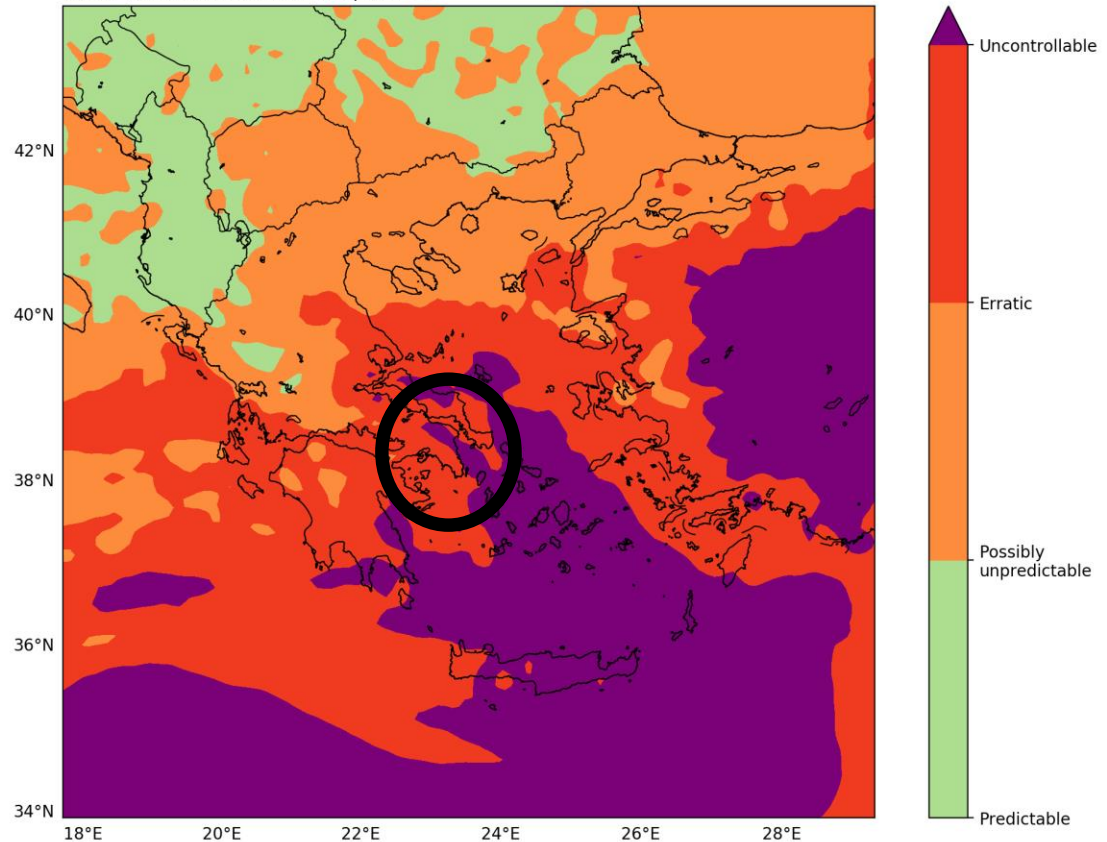 42°N
40°N
38°N
36°N
34°N
18°E 20°E 22°E 24°E 26°E 28°E
Uncontrollable
Erratic
Possibly
unpredictable
Predictable